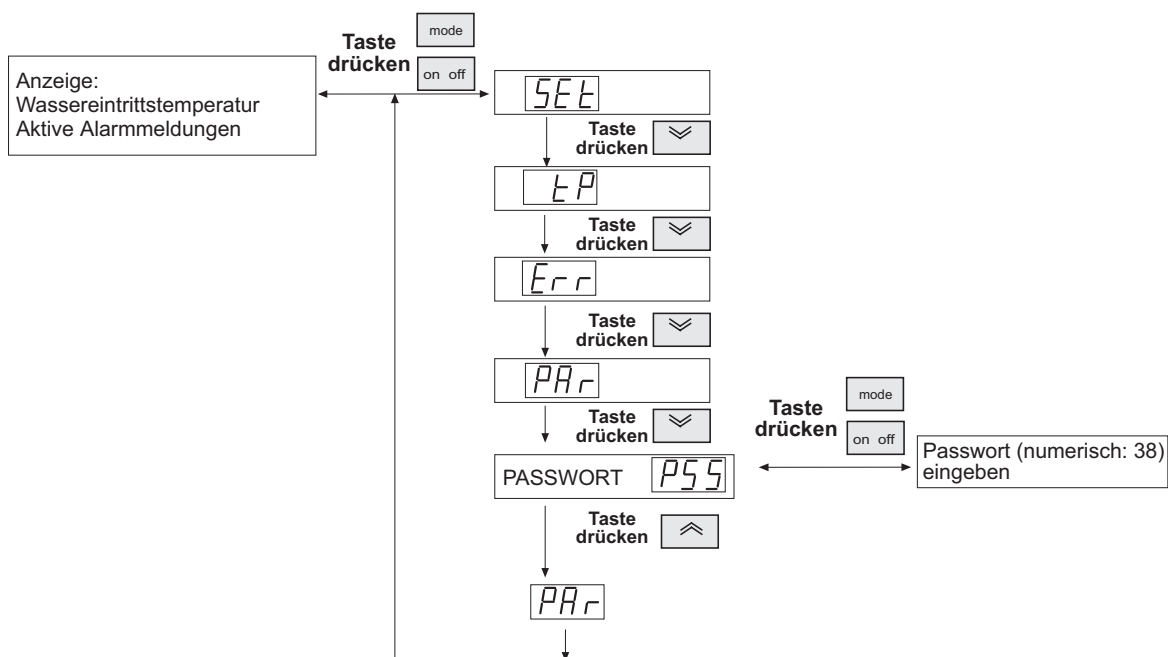 Taste
drücken
mode
on off
Anzeige:
Wassereintrittstemperatur
Aktive Alarmmeldungen
SEt
Taste
drücken
tP
Taste
drücken
Err
Taste
drücken
PAr
Taste
drücken
Taste
drücken
mode
on off
PASSWORT PSS
Passwort (numerisch: 38)
eingeben
Taste
drücken
PAr